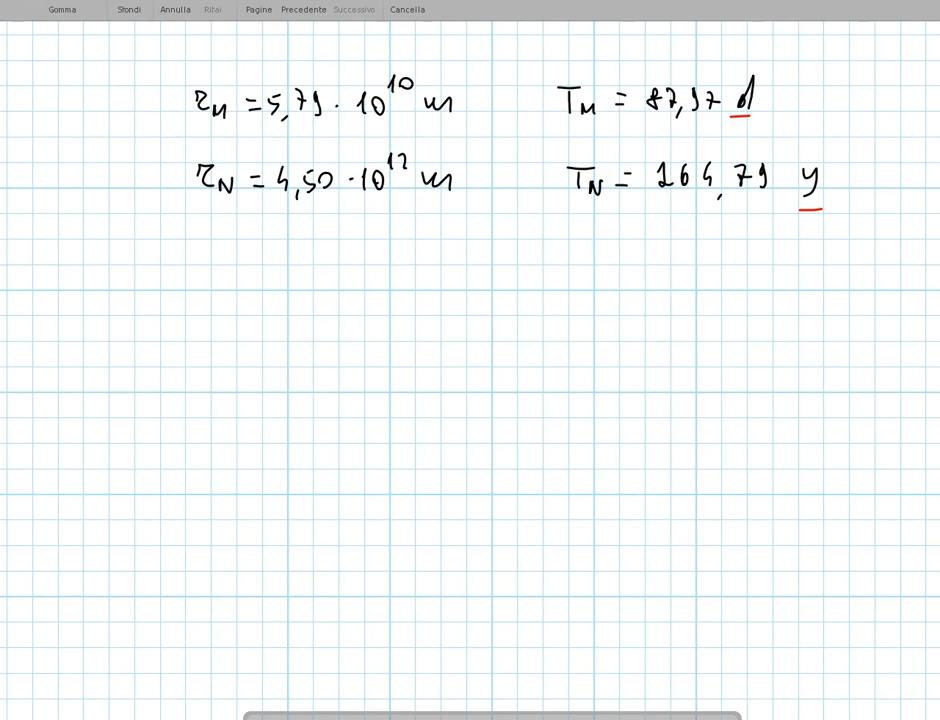 Gomma Sfondi Annulla Rifai Pagine Precedente Successivo Cancella
r_M = 5,79 · 10^10 m T_M = 87,97 d
r_N = 4,50 · 10^12 m T_N = 164,79 y